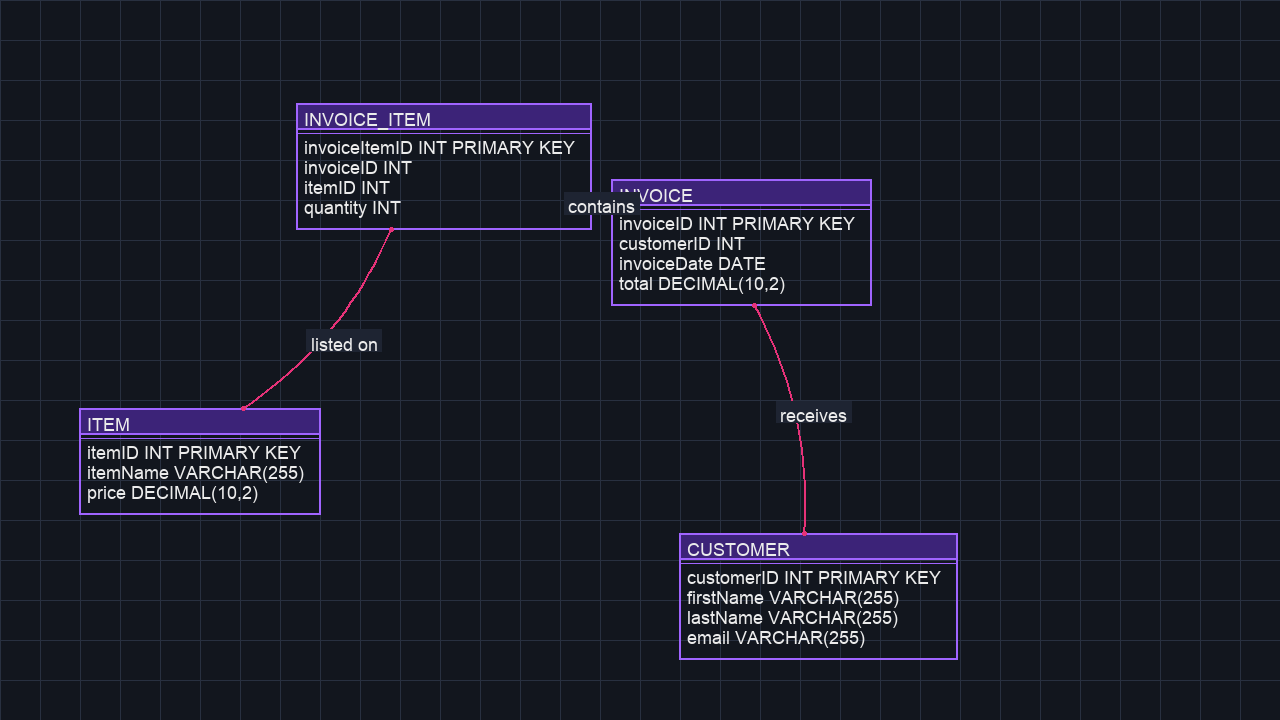 INVOICE_ITEM
invoiceItemID INT PRIMARY KEY
invoiceID INT
itemID INT
quantity INT
contains
INVOICE
invoiceID INT PRIMARY KEY
customerID INT
invoiceDate DATE
total DECIMAL(10,2)
listed on
receives
ITEM
itemID INT PRIMARY KEY
itemName VARCHAR(255)
price DECIMAL(10,2)
CUSTOMER
customerID INT PRIMARY KEY
firstName VARCHAR(255)
lastName VARCHAR(255)
email VARCHAR(255)